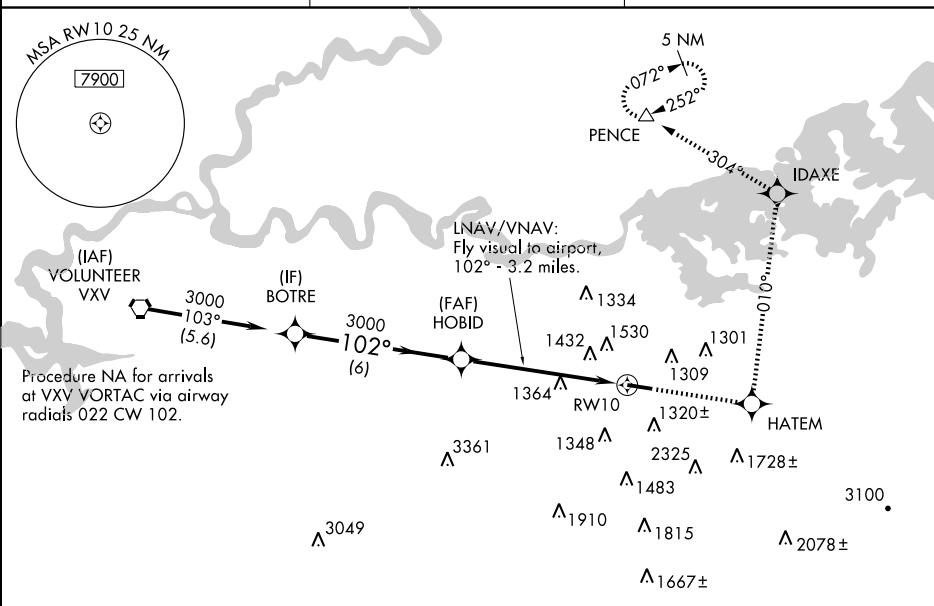 MSA RW10 25 NM
7900
5 NM
072°
252°
PENCE
304°
IDAXE
LNAV/VNAV:
Fly visual to airport,
102° - 3.2 miles.
010°
(IAF)
VOLUNTEER
VXV
3000
103°
(5.6)
(IF)
BOTRE
3000
102°
(6)
(FAF)
HOBID
1334
1432
1530
1301
1309
1364
RW10
1320±
HATEM
Procedure NA for arrivals
at VXV VORTAC via airway
radials 022 CW 102.
1348
3361
2325
1728±
1483
3100
1910
1815
3049
2078±
1667±